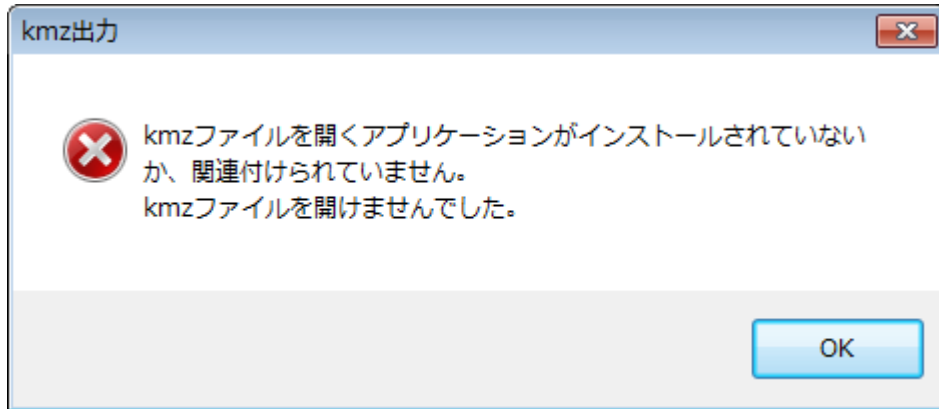 kmz出力
kmzファイルを開くアプリケーションがインストールされていない
か、関連付けられていません。
kmzファイルを開けませんでした。
OK